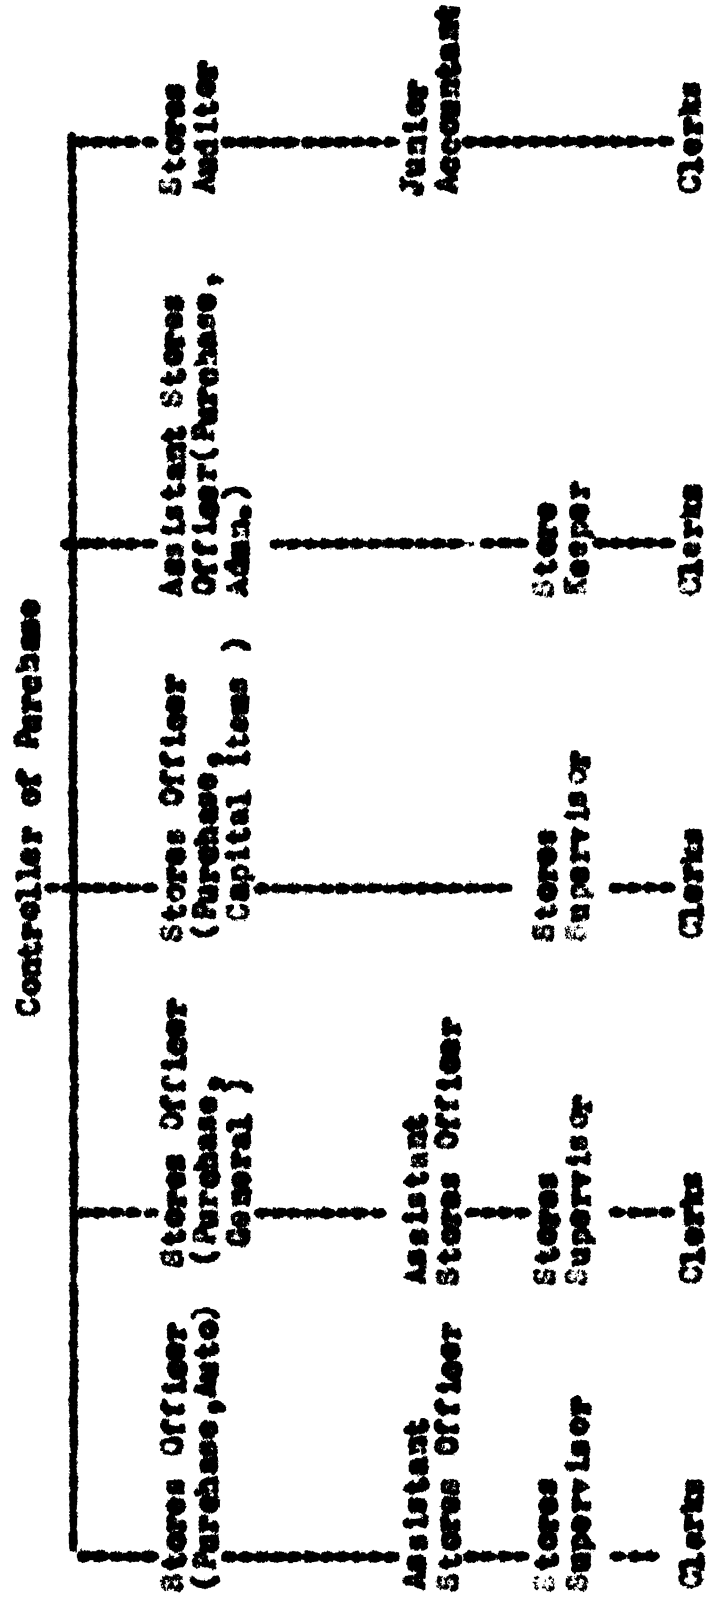 Controller of Purchase
Stores Officer
(Purchase,Auto)
Stores Officer
(Purchase,
General )
Stores Officer
(Purchase,
Capital items )
Assistant Stores
Officer(Purchase,
Admn.)
Stores
Auditor
Assistant
Stores Officer
Assistant
Stores Officer
Junior
Accountant
Stores
Supervisor
Stores
Supervisor
Stores
Supervisor
Store
Keeper
Clerks
Clerks
Clerks
Clerks
Clerks